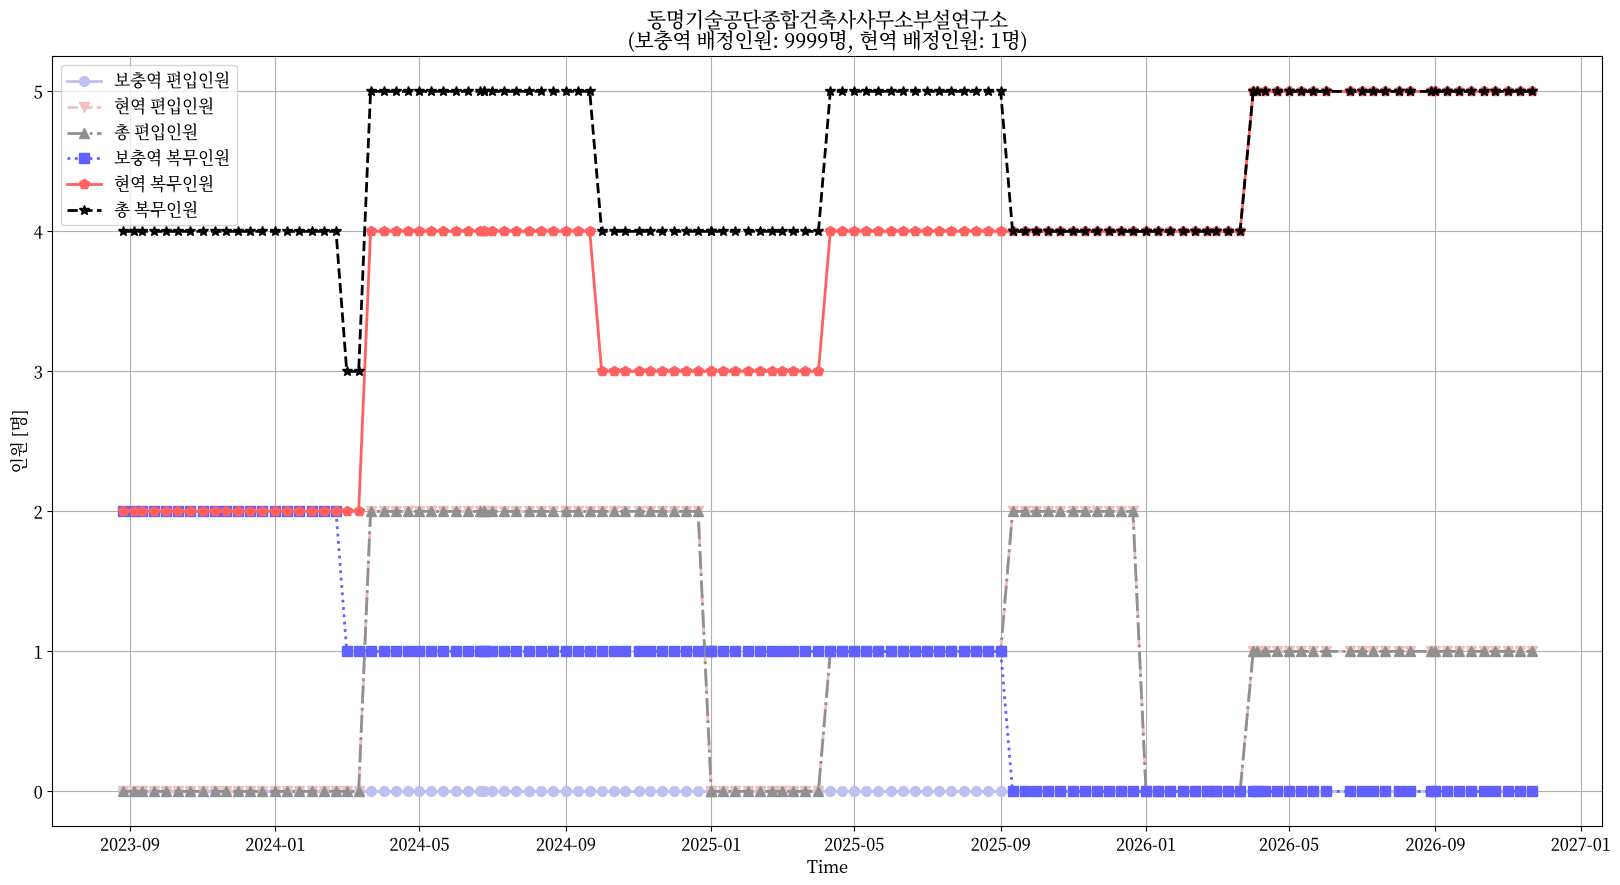 동명기술공단종합건축사사무소부설연구소
(보충역 배정인원: 9999명, 현역 배정인원: 1명)
보충역 편입인원
현역 편입인원
총 편입인원
보충역 복무인원
현역 복무인원
총 복무인원
인원 [명]
5
4
3
2
1
0
2023-09
2024-01
2024-05
2024-09
2025-01
2025-05
2025-09
2026-01
2026-05
2026-09
2027-01
Time